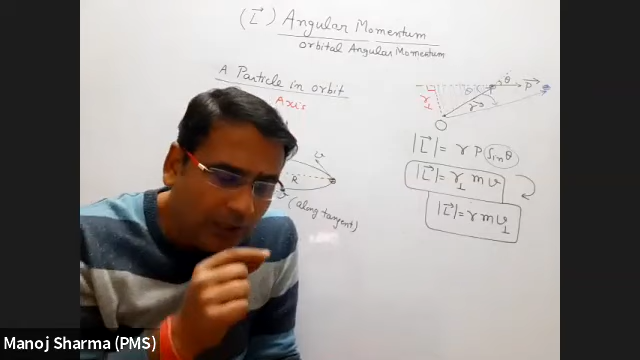 (L⃗) Angular Momentum
orbital Angular Momentum
A Particle in orbit
Axis
v
R
v (along tangent)
θ
P⃗
θ
r⊥
r⃗
O
|L⃗| = r P Sinθ
|L⃗| = r⊥ m v
|L⃗| = r m v⊥
Manoj Sharma (PMS)